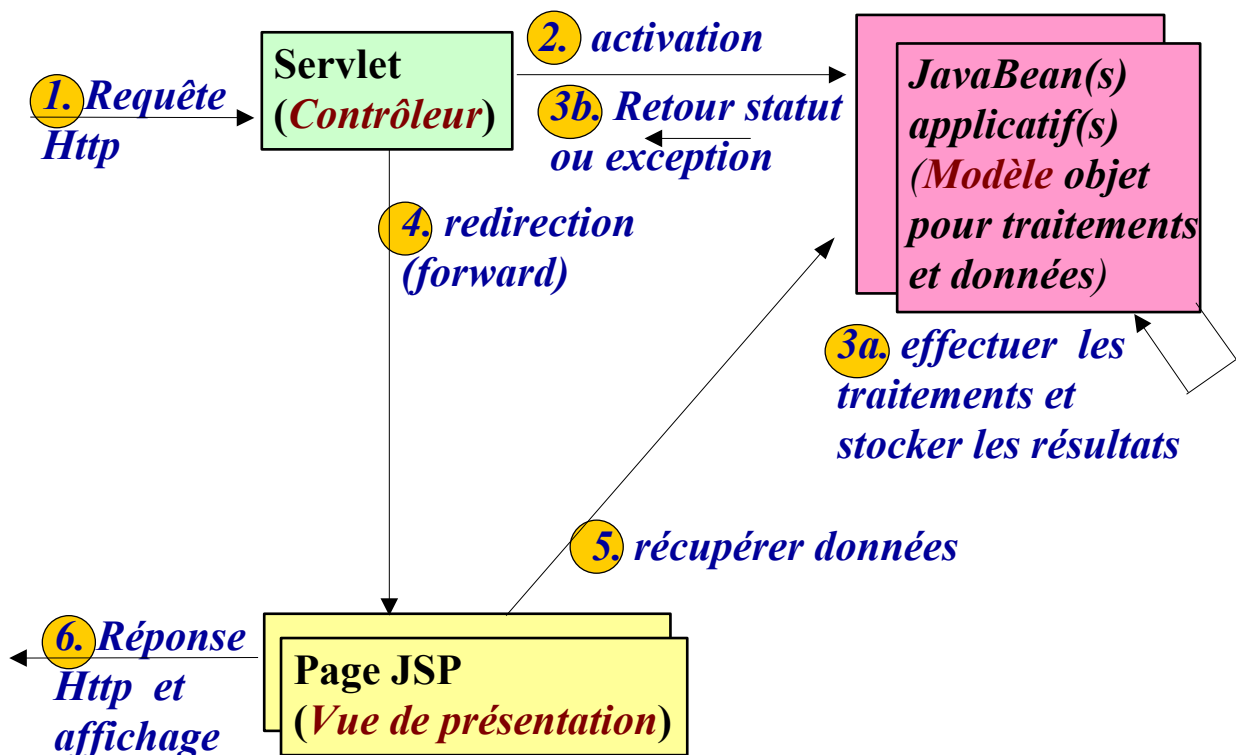 2. activation
Servlet
(Contrôleur)
1. Requête
Http
3b. Retour statut
ou exception
JavaBean(s)
applicatif(s)
(Modèle objet
pour traitements
et données)
4. redirection
(forward)
3a. effectuer les
traitements et
stocker les résultats
5. récupérer données
6. Réponse
Http et
affichage
Page JSP
(Vue de présentation)